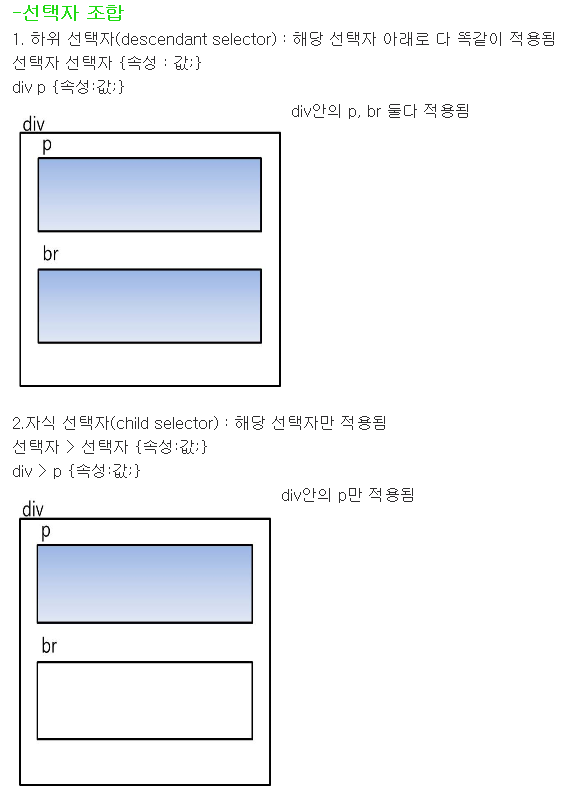 -선택자 조합
1. 하위 선택자(descendant selector) : 해당 선택자 아래로 다 똑같이 적용됨
선택자 선택자 {속성 : 값;}
div p {속성:값;}
div안의 p, br 둘다 적용됨
div
p
br
2.자식 선택자(child selector) : 해당 선택자만 적용됨
선택자 > 선택자 {속성:값;}
div > p {속성:값;}
div안의 p만 적용됨
div
p
br